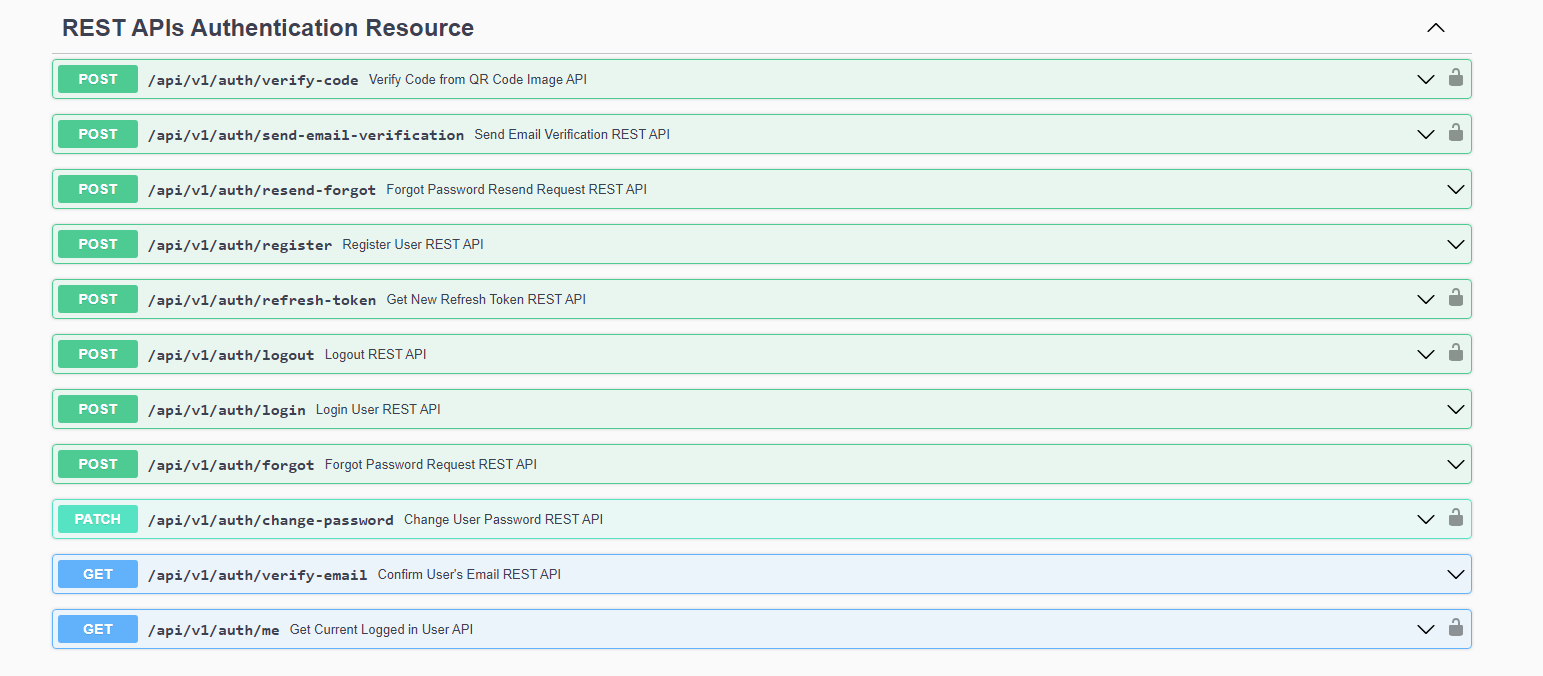 REST APIs Authentication Resource
POST /api/v1/auth/verify-code Verify Code from QR Code Image API
POST /api/v1/auth/send-email-verification Send Email Verification REST API
POST /api/v1/auth/resend-forgot Forgot Password Resend Request REST API
POST /api/v1/auth/register Register User REST API
POST /api/v1/auth/refresh-token Get New Refresh Token REST API
POST /api/v1/auth/logout Logout REST API
POST /api/v1/auth/login Login User REST API
POST /api/v1/auth/forgot Forgot Password Request REST API
PATCH /api/v1/auth/change-password Change User Password REST API
GET /api/v1/auth/verify-email Confirm User's Email REST API
GET /api/v1/auth/me Get Current Logged in User API